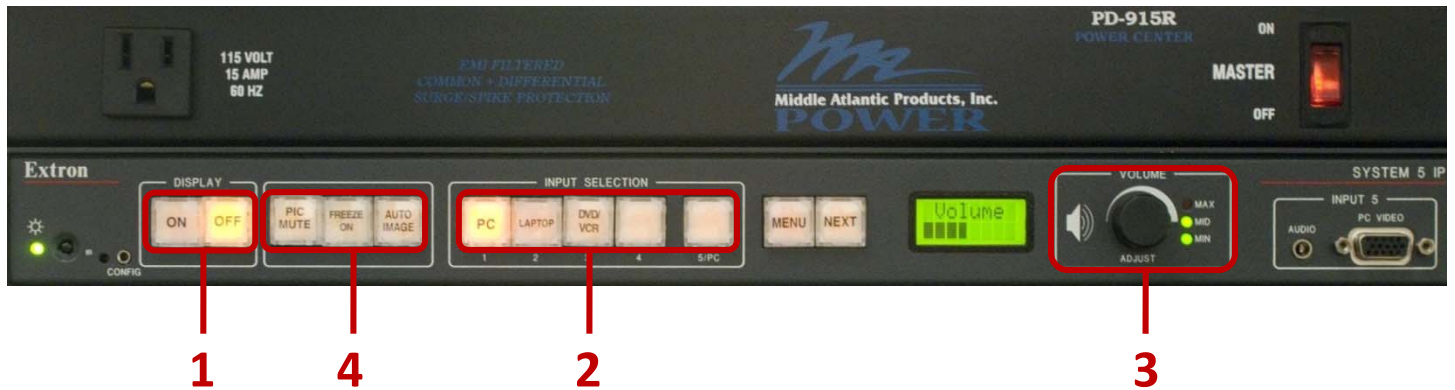 115 VOLT
15 AMP
60 HZ
EMI FILTERED
COMMON + DIFFERENTIAL
SURGE/SPIKE PROTECTION
Middle Atlantic Products, Inc.
POWER
PD-915R
POWER CENTER
ON
MASTER
OFF
Extron
DISPLAY
ON
OFF
PIC MUTE
FREEZE ON
AUTO IMAGE
INPUT SELECTION
PC
LAPTOP
DVD/ VCR
1
2
3
4
5/PC
MENU
NEXT
Volume
VOLUME
MAX
MID
MIN
ADJUST
SYSTEM 5 IP
INPUT 5
PC VIDEO
AUDIO
IR
CONFIG
1
4
2
3